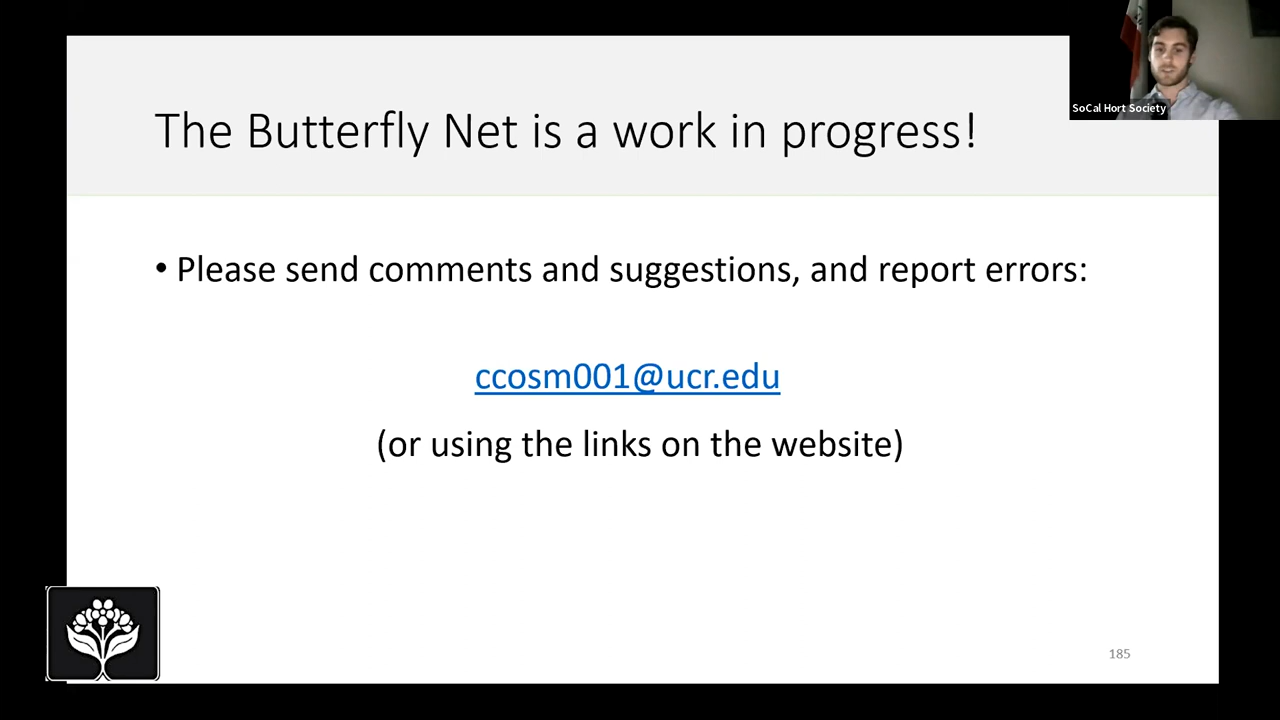 SoCal Hort Society
The Butterfly Net is a work in progress!
• Please send comments and suggestions, and report errors:
ccosm001@ucr.edu
(or using the links on the website)
185